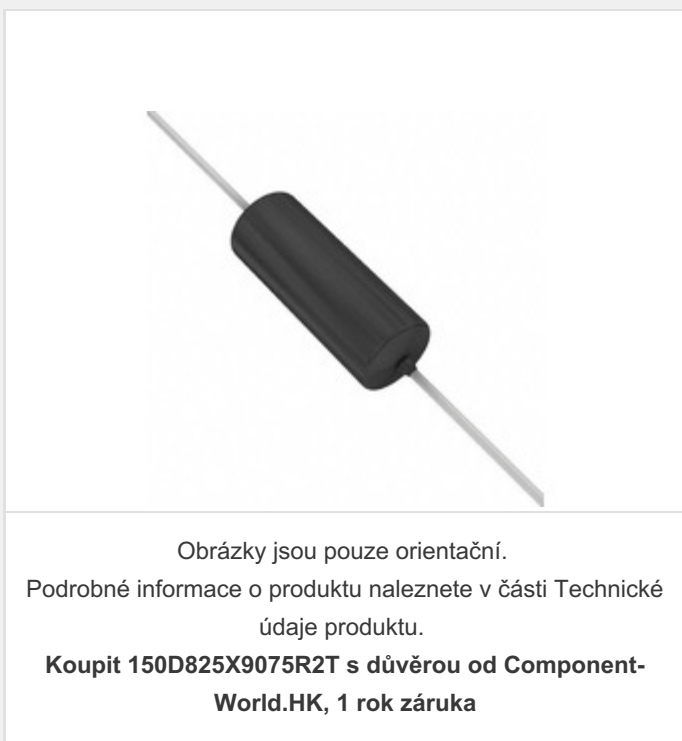 Obrázky jsou pouze orientační.
Podrobné informace o produktu naleznete v části Technické
údaje produktu.
Koupit 150D825X9075R2T s důvěrou od Component-
World.HK, 1 rok záruka